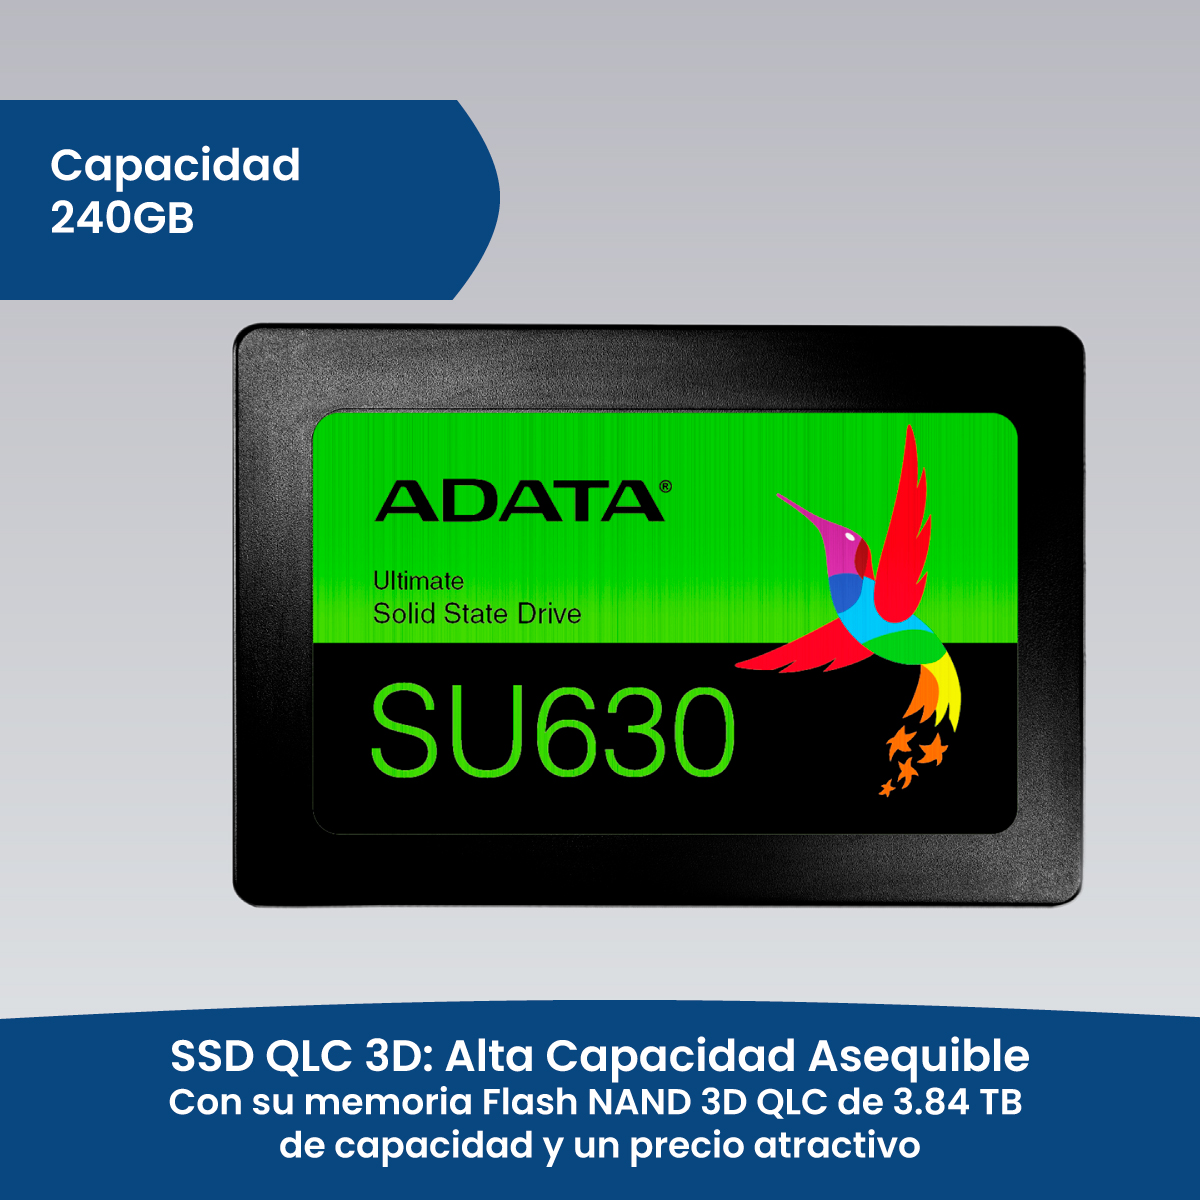 Capacidad
240GB
ADATA®
Ultimate
Solid State Drive
SU630
SSD QLC 3D: Alta Capacidad Asequible
Con su memoria Flash NAND 3D QLC de 3.84 TB
de capacidad y un precio atractivo